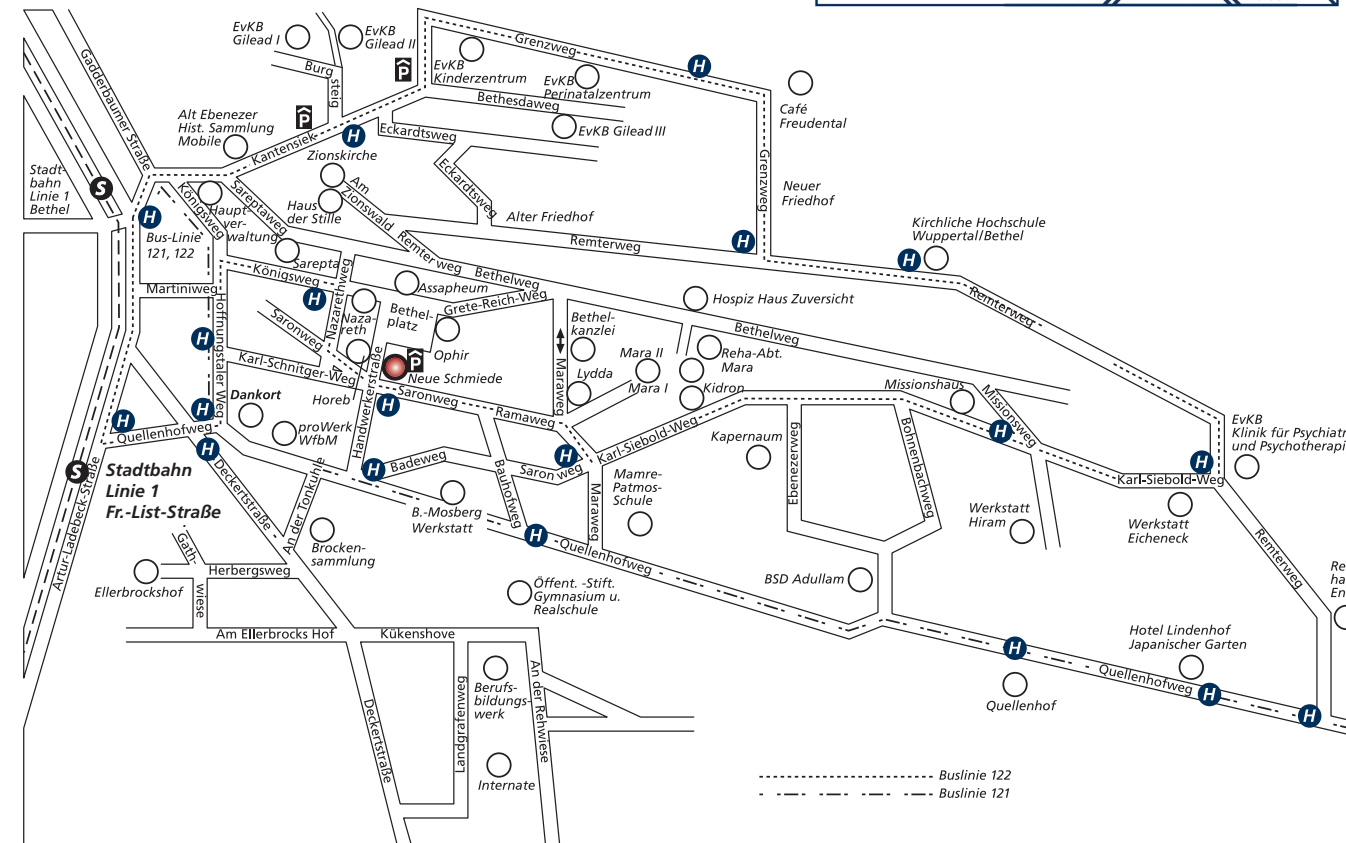 EvKB
Gilead I
EvKB
Gilead II
Grenzweg
H
Gadderbaumer Straße
Burg
steig
P
EvKB
Kinderzentrum
EvKB
Perinatalzentrum
Café
Freudental
Alt Ebenezer
Hist. Sammlung
Mobile
P
Bethesdaweg
Kantensiek
H
Eckardtsweg
EvKB Gilead III
Zionskirche
Stadt-
bahn
Linie 1
Bethel
S
Königsweg
Sareptaweg
Am
Zionswald
Haus
der Stille
Eckardtsweg
Grenzweg
Neuer
Friedhof
Haupt-
ver-
waltung
H
Bus-Linie
121, 122
Alter Friedhof
Remterweg
H
Kirchliche Hochschule
Wuppertal/Bethel
H
Sarepta
Königsweg
Remterweg
Bethelweg
Assapheum
Martiniweg
H
Nazarethweg
Grete-Reich-Weg
Hospiz Haus Zuversicht
Remterweg
Hoffnungstaler Weg
Saronweg
Naza-
reth
Bethel-
platz
Bethel-
kanzlei
Bethelweg
H
Ophir
Mara II
Reha-Abt.
Mara
Karl-Schnitger-Weg
P
Neue Schmiede
Maraweg
Lydda
Mara I
Kidron
Missionshaus
Dankort
Horeb
Handwerkerstraße
Saronweg
H
Ramaweg
Missionsweg
H
H
Quellenhofweg
proWerk
WfbM
Karl-Siebold-Weg
Kapernaum
Ebenezerweg
Bohnenbachweg
H
EvKB
Klinik für Psychiatr
und Psychotherapi
H
H
Badeweg
H
Saron weg
H
S
Stadtbahn
Linie 1
Fr.-List-Straße
Deckertstraße
An der Tonkuhle
Bauhofweg
Maraweg
Mamre-
Patmos-
Schule
Karl-Siebold-Weg
B.-Mosberg
Werkstatt
Werkstatt
Hiram
Werkstatt
Eicheneck
Artur-Ladebeck-Straße
Gath-
wiese
Brocken-
sammlung
H
Quellenhofweg
Remterweg
Herbergsweg
Ellerbrockshof
BSD Adullam
Öffent. -Stift.
Gymnasium u.
Realschule
Re
ha
En
Am Ellerbrocks Hof
Kükenshove
H
Hotel Lindenhof
Japanischer Garten
Deckertstraße
Landgrafenweg
Berufs-
bildungs-
werk
An der Rehwiese
Quellenhof
Quellenhofweg
H
H
Internate
Buslinie 122
Buslinie 121